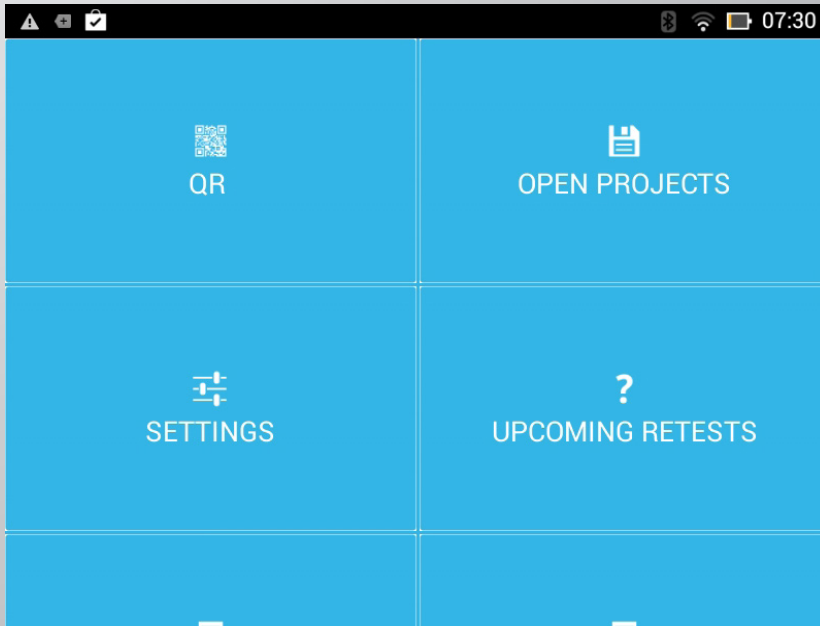 07:30
QR
OPEN PROJECTS
SETTINGS
UPCOMING RETESTS